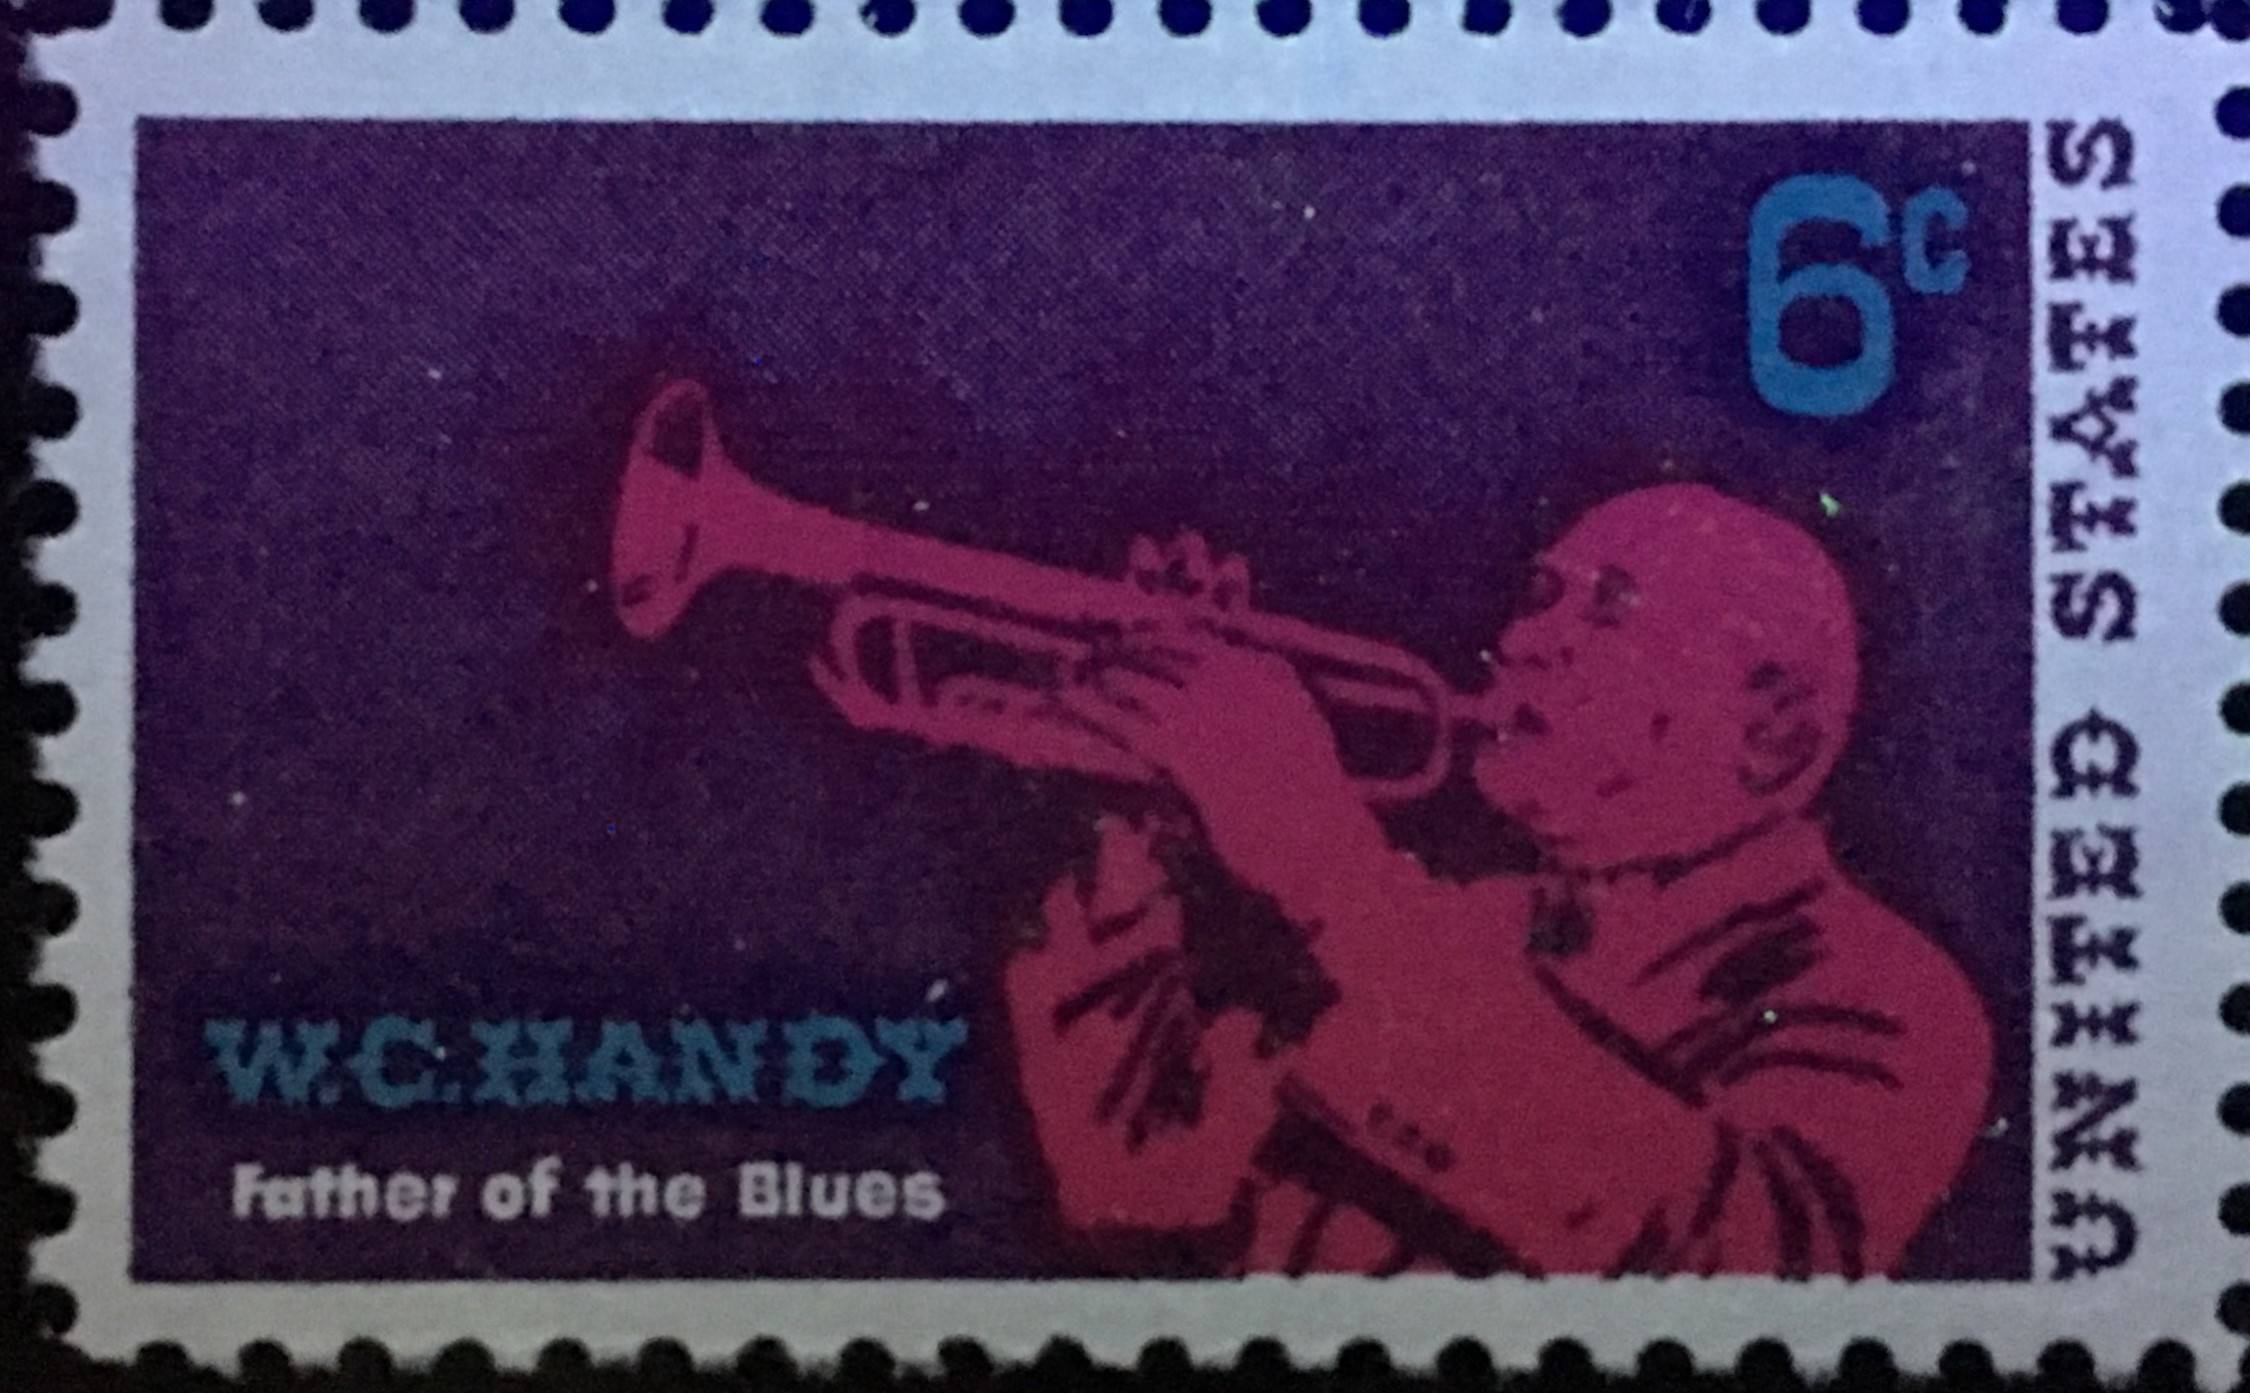 6c
W.C.HANDY
Father of the Blues
UNITED STATES